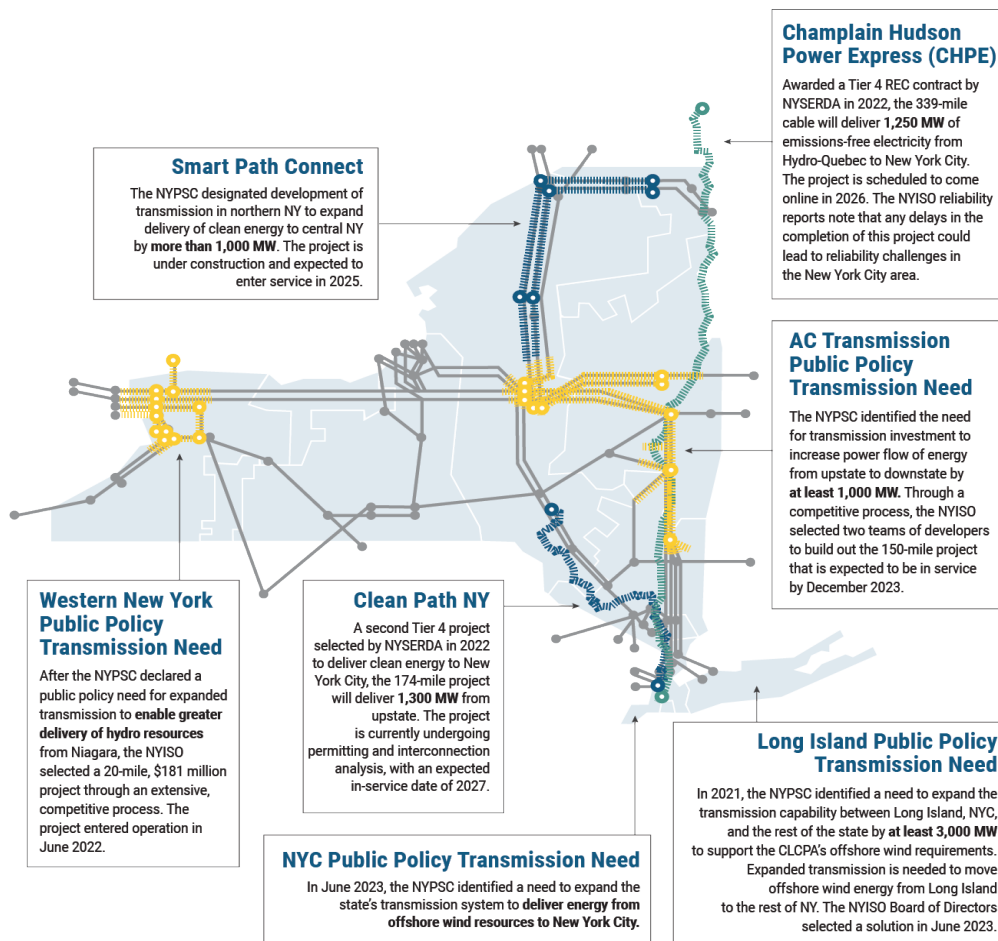 Champlain Hudson
Power Express (CHPE)
Awarded a Tier 4 REC contract by
NYSERDA in 2022, the 339-mile
cable will deliver 1,250 MW of
emissions-free electricity from
Hydro-Quebec to New York City.
The project is scheduled to come
online in 2026. The NYISO reliability
reports note that any delays in the
completion of this project could
lead to reliability challenges in
the New York City area.
Smart Path Connect
The NYPSC designated development of
transmission in northern NY to expand
delivery of clean energy to central NY
by more than 1,000 MW. The project is
under construction and expected to
enter service in 2025.
AC Transmission
Public Policy
Transmission Need
The NYPSC identified the need
for transmission investment to
increase power flow of energy
from upstate to downstate by
at least 1,000 MW. Through a
competitive process, the NYISO
selected two teams of developers
to build out the 150-mile project
that is expected to be in service
by December 2023.
Western New York
Public Policy
Transmission Need
After the NYPSC declared a
public policy need for expanded
transmission to enable greater
delivery of hydro resources
from Niagara, the NYISO
selected a 20-mile, $181 million
project through an extensive,
competitive process. The
project entered operation in
June 2022.
Clean Path NY
A second Tier 4 project
selected by NYSERDA in 2022
to deliver clean energy to New
York City, the 174-mile project
will deliver 1,300 MW from
upstate. The project
is currently undergoing
permitting and interconnection
analysis, with an expected
in-service date of 2027.
Long Island Public Policy
Transmission Need
In 2021, the NYPSC identified a need to expand the
transmission capability between Long Island, NYC,
and the rest of the state by at least 3,000 MW
to support the CLCPA's offshore wind requirements.
Expanded transmission is needed to move
offshore wind energy from Long Island
to the rest of NY. The NYISO Board of Directors
selected a solution in June 2023.
NYC Public Policy Transmission Need
In June 2023, the NYPSC identified a need to expand the
state's transmission system to deliver energy from
offshore wind resources to New York City.